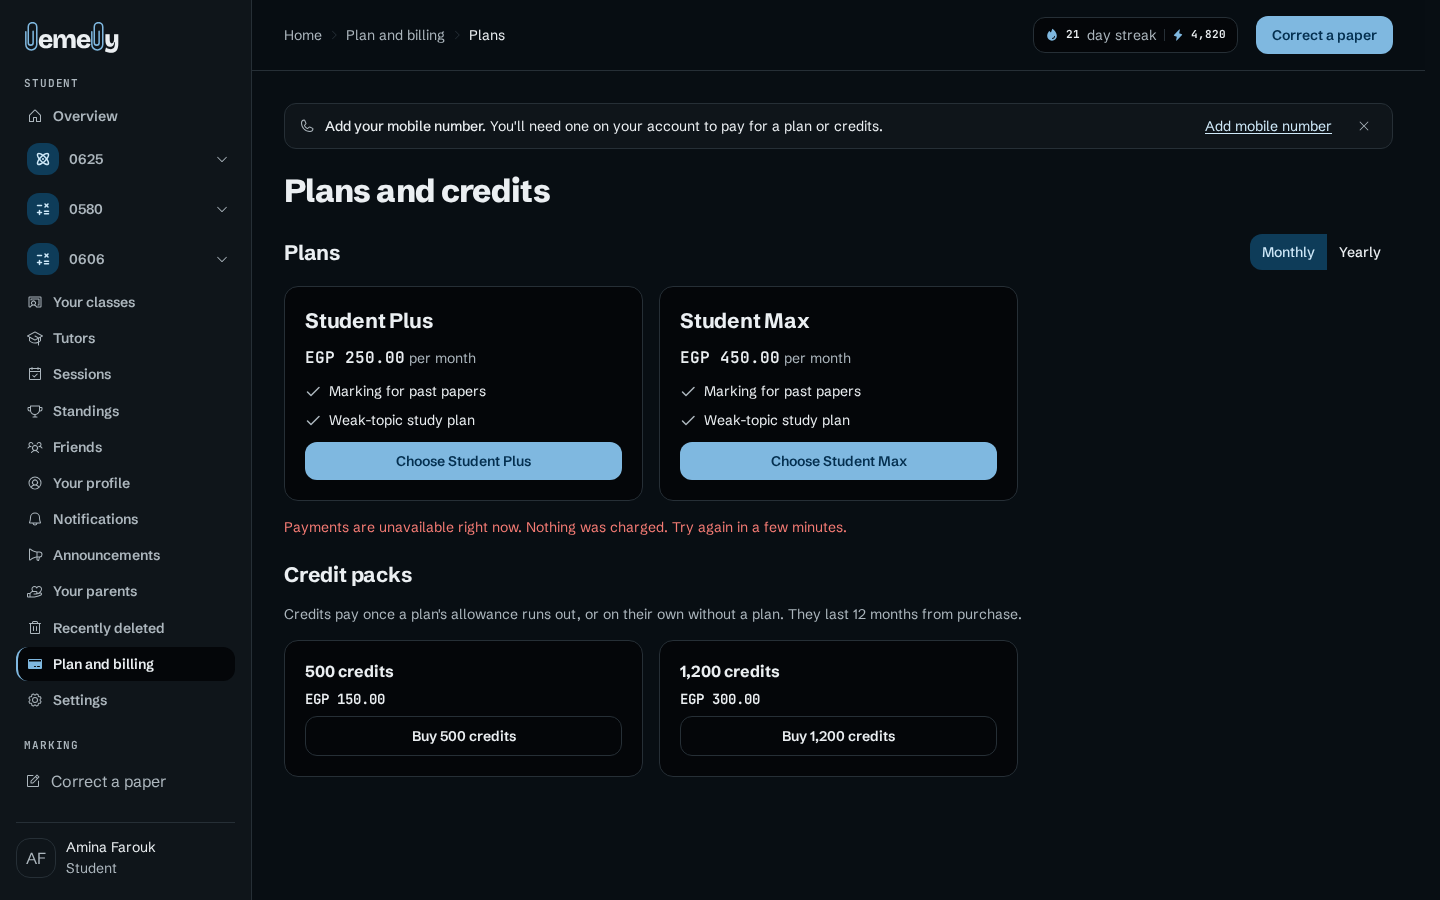 lemelly
STUDENT
Overview
0625
0580
0606
Your classes
Tutors
Sessions
Standings
Friends
Your profile
Notifications
Announcements
Your parents
Recently deleted
Plan and billing
Settings
MARKING
Correct a paper
AF
Amina Farouk
Student
Home Plan and billing Plans
21 day streak 4,820
Correct a paper
Add your mobile number. You'll need one on your account to pay for a plan or credits.
Add mobile number
Plans and credits
Plans
Monthly Yearly
Student Plus
EGP 250.00 per month
Marking for past papers
Weak-topic study plan
Choose Student Plus
Student Max
EGP 450.00 per month
Marking for past papers
Weak-topic study plan
Choose Student Max
Payments are unavailable right now. Nothing was charged. Try again in a few minutes.
Credit packs
Credits pay once a plan's allowance runs out, or on their own without a plan. They last 12 months from purchase.
500 credits
EGP 150.00
Buy 500 credits
1,200 credits
EGP 300.00
Buy 1,200 credits